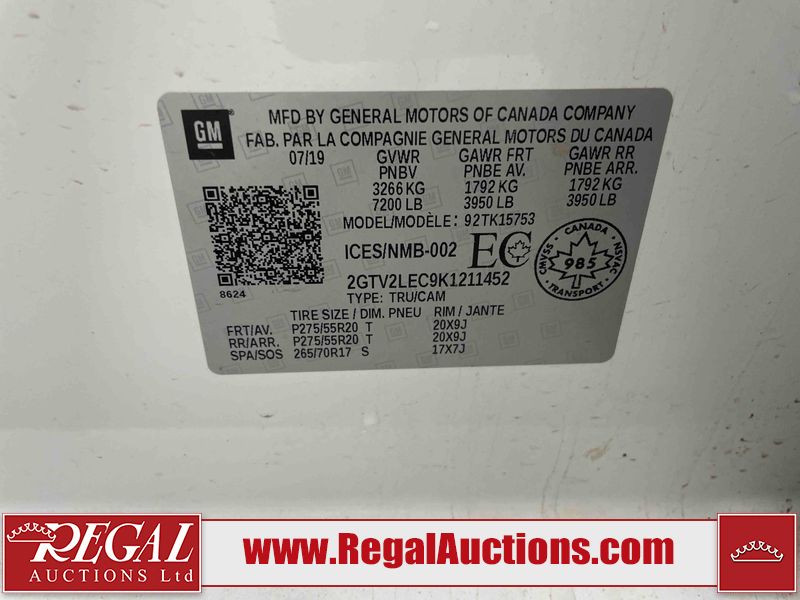 GM
MFD BY GENERAL MOTORS OF CANADA COMPANY
FAB. PAR LA COMPAGNIE GENERAL MOTORS DU CANADA
07/19 GVWR GAWR FRT GAWR RR
PNBV PNBE AV. PNBE ARR.
3266 KG 1792 KG 1792 KG
7200 LB 3950 LB 3950 LB
MODEL/MODÈLE: 92TK15753
ICES/NMB-002 EC
CANADA
CMVSS 985 NSVAC
TRANSPORT
8624
2GTV2LEC9K1211452
TYPE: TRU/CAM
TIRE SIZE / DIM. PNEU RIM / JANTE
FRT/AV. P275/55R20 T 20X9J
RR/ARR. P275/55R20 T 20X9J
SPA/SOS 265/70R17 S 17X7J
REGAL
AUCTIONS Ltd
www.RegalAuctions.com